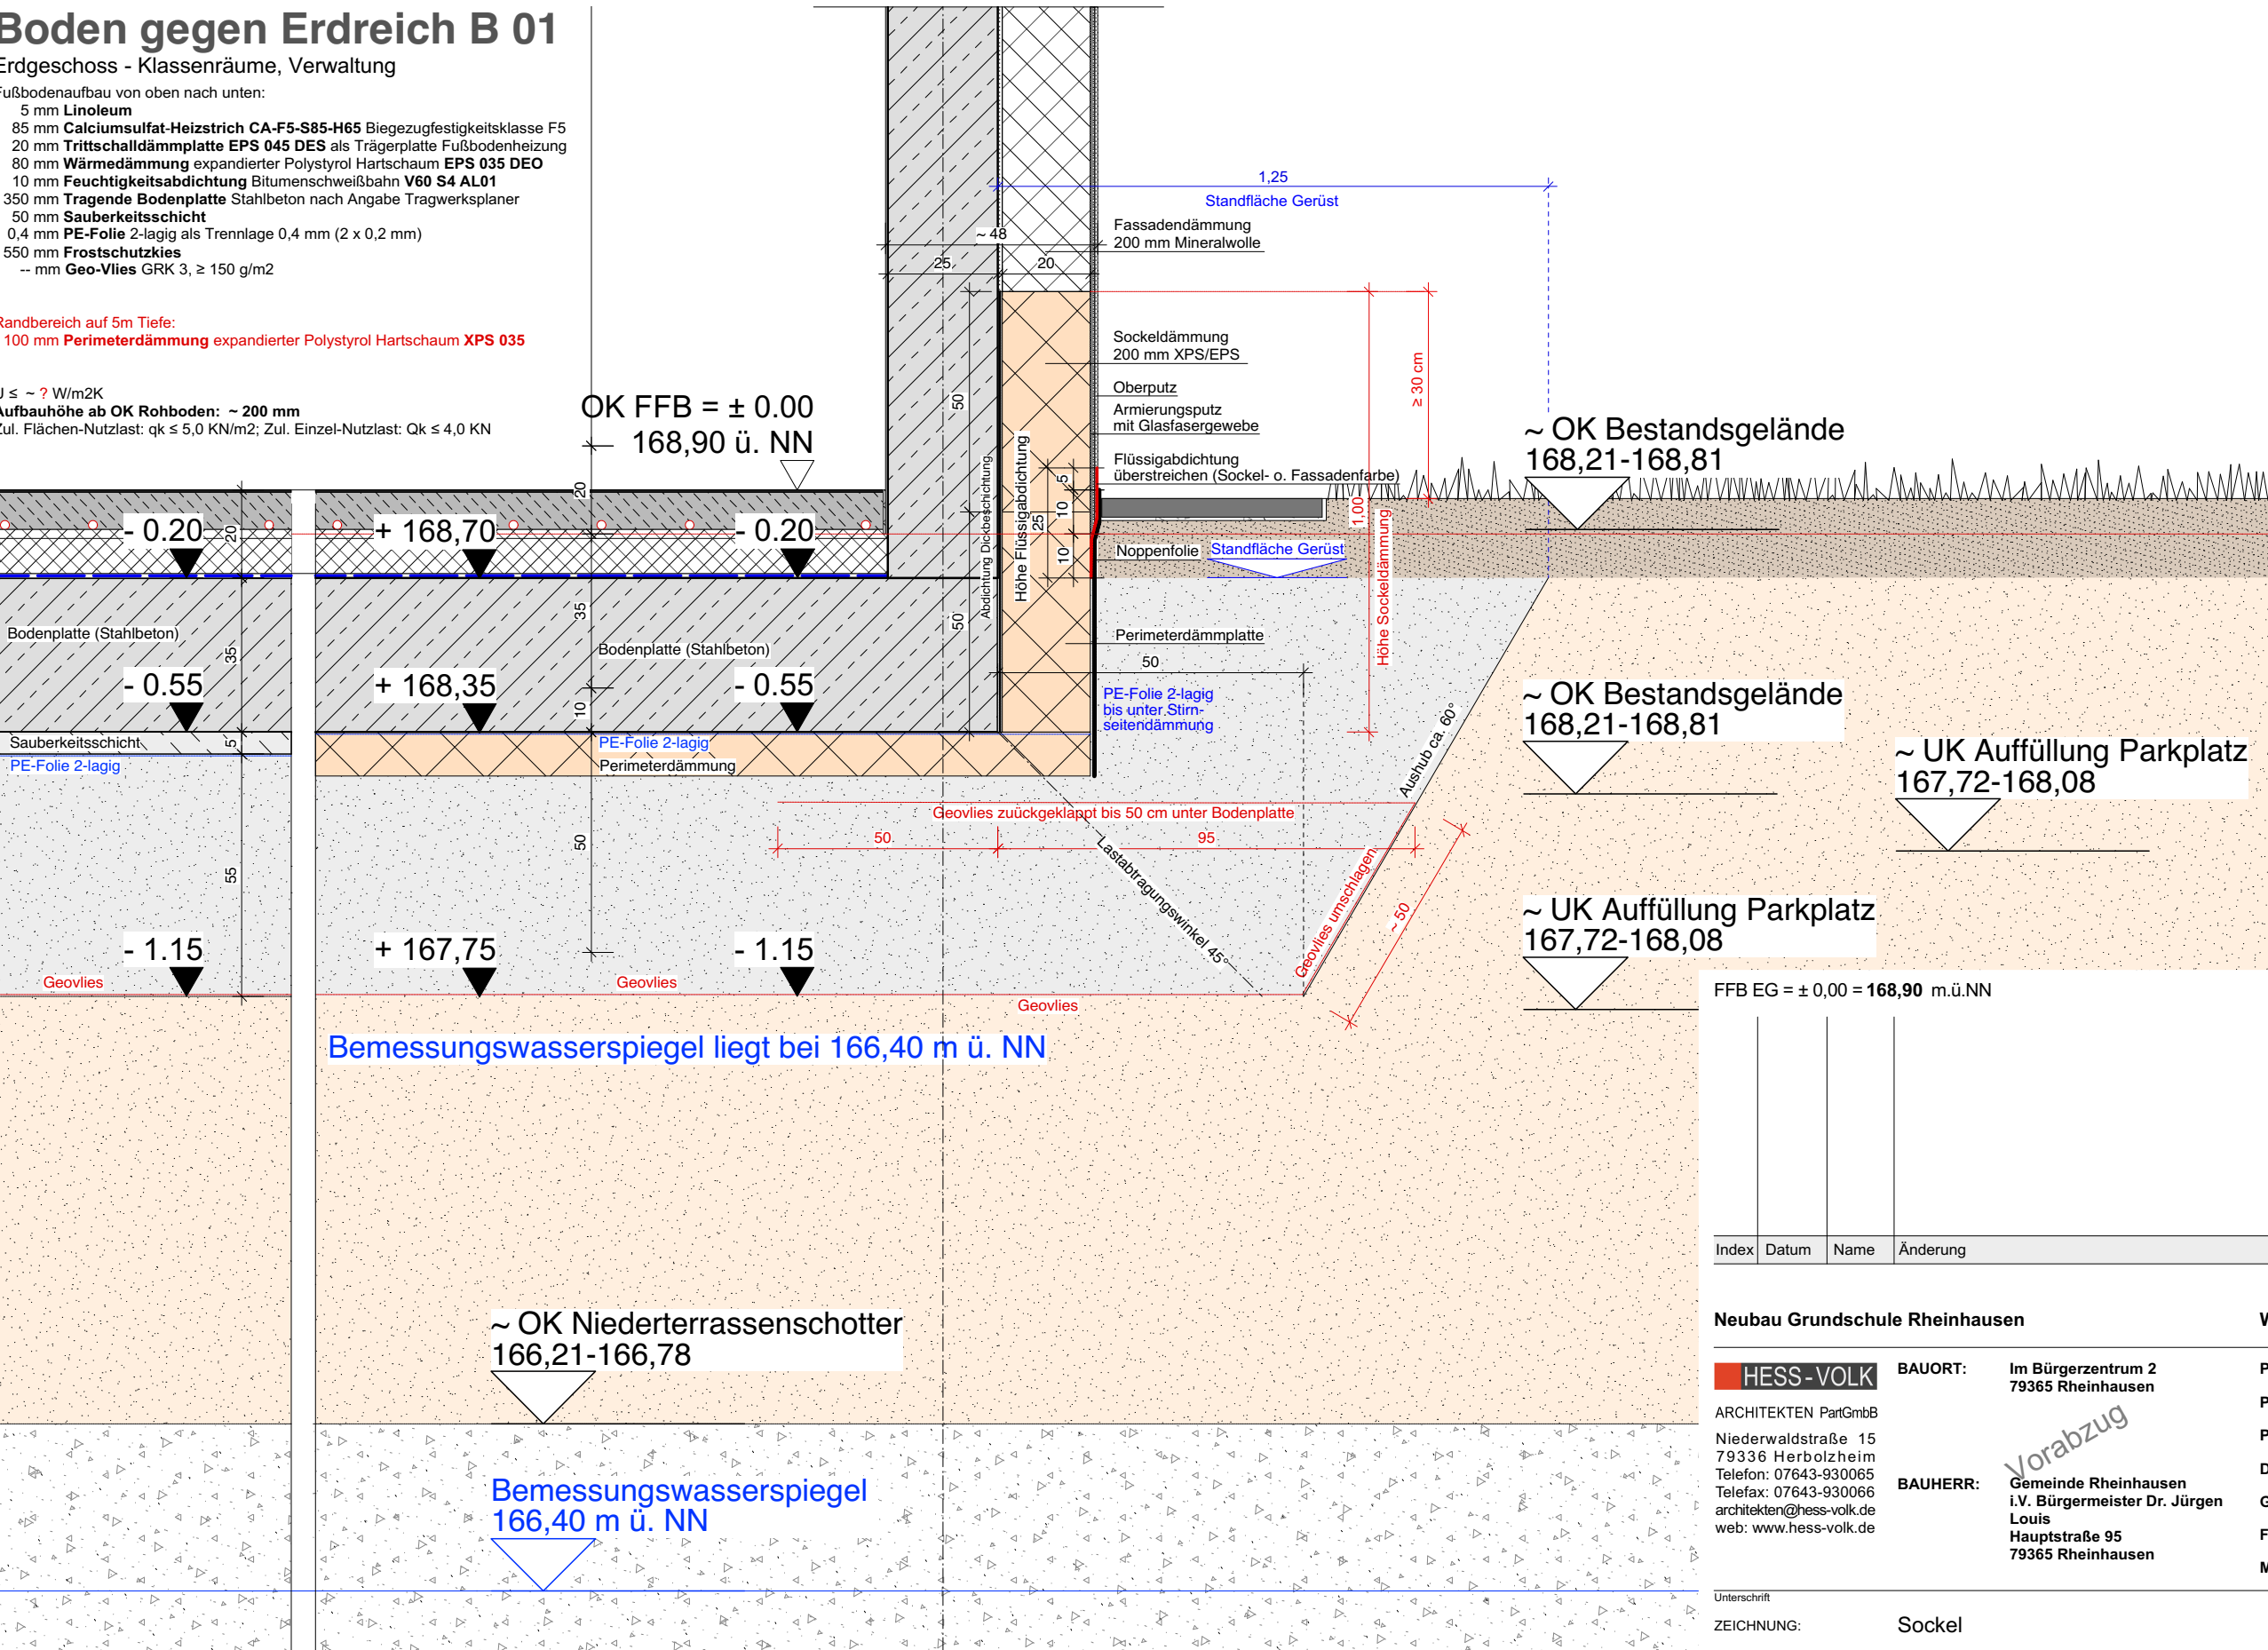 Boden gegen Erdreich B 01
Erdgeschoss - Klassenräume, Verwaltung
Fußbodenaufbau von oben nach unten:
5 mm Linoleum
85 mm Calciumsulfat-Heizstrich CA-F5-S85-H65 Biegezugfestigkeitsklasse F5
20 mm Trittschalldämmplatte EPS 045 DES als Trägerplatte Fußbodenheizung
80 mm Wärmedämmung expandierter Polystyrol Hartschaum EPS 035 DEO
10 mm Feuchtigkeitsabdichtung Bitumenschweißbahn V60 S4 AL01
350 mm Tragende Bodenplatte Stahlbeton nach Angabe Tragwerksplaner
50 mm Sauberkeitsschicht
0,4 mm PE-Folie 2-lagig als Trennlage 0,4 mm (2 x 0,2 mm)
550 mm Frostschutzkies
-- mm Geo-Vlies GRK 3, ≥ 150 g/m2
Randbereich auf 5m Tiefe:
100 mm Perimeterdämmung expandierter Polystyrol Hartschaum XPS 035
U ≤ ~ ? W/m2K
Aufbauhöhe ab OK Rohboden: ~ 200 mm
Zul. Flächen-Nutzlast: qk ≤ 5,0 KN/m2; Zul. Einzel-Nutzlast: Qk ≤ 4,0 KN
OK FFB = ± 0.00
168,90 ü. NN
1,25
Standfläche Gerüst
~ 48
25
20
Fassadendämmung
200 mm Mineralwolle
Sockeldämmung
200 mm XPS/EPS
Oberputz
Armierungsputz
mit Glasfasergewebe
Flüssigabdichtung
überstreichen (Sockel- o. Fassadenfarbe)
≥ 30 cm
1,00
Höhe Sockeldämmung
50
50
Abdichtung Dickbeschichtung
Höhe Flüssigabdichtung
25
5
10
10
Noppenfolie
Standfläche Gerüst
Perimeterdämmplatte
50
PE-Folie 2-lagig
bis unter Stirn-
seitendämmung
~ OK Bestandsgelände
168,21-168,81
~ OK Bestandsgelände
168,21-168,81
~ UK Auffüllung Parkplatz
167,72-168,08
~ UK Auffüllung Parkplatz
167,72-168,08
- 0.20
20
+ 168,70
20
- 0.20
Bodenplatte (Stahlbeton)
35
35
Bodenplatte (Stahlbeton)
- 0.55
+ 168,35
10
- 0.55
Sauberkeitsschicht
5
PE-Folie 2-lagig
PE-Folie 2-lagig
Perimeterdämmung
Aushub ca. 60°
Geovlies zuückgeklappt bis 50 cm unter Bodenplatte
50
95
55
50
Lastabtragungswinkel 45°
Geovlies umschlagen
~ 50
- 1.15
+ 167,75
- 1.15
Geovlies
Geovlies
Geovlies
Bemessungswasserspiegel liegt bei 166,40 m ü. NN
~ OK Niederterrassenschotter
166,21-166,78
Bemessungswasserspiegel
166,40 m ü. NN
FFB EG = ± 0,00 = 168,90 m.ü.NN
Index Datum Name Änderung
Neubau Grundschule Rheinhausen
HESS-VOLK
ARCHITEKTEN PartGmbB
Niederwaldstraße 15
79336 Herbolzheim
Telefon: 07643-930065
Telefax: 07643-930066
architekten@hess-volk.de
web: www.hess-volk.de
BAUORT: Im Bürgerzentrum 2
79365 Rheinhausen
Vorabzug
BAUHERR: Gemeinde Rheinhausen
i.V. Bürgermeister Dr. Jürgen
Louis
Hauptstraße 95
79365 Rheinhausen
Unterschrift
ZEICHNUNG: Sockel